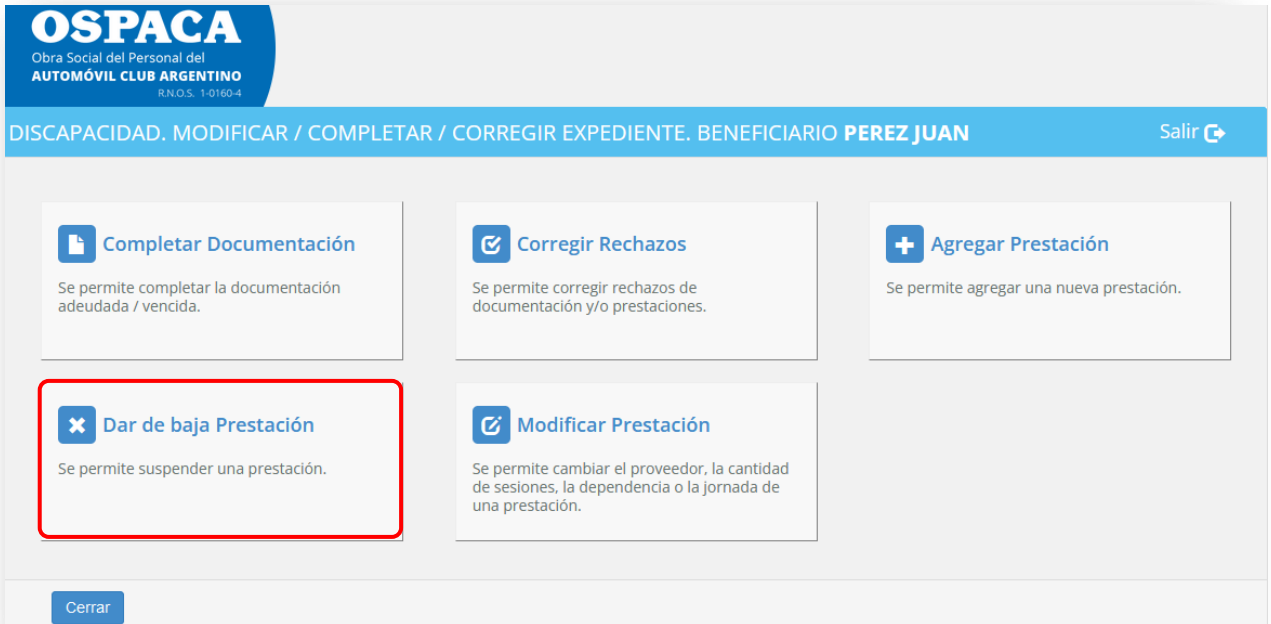 OSPACA
Obra Social del Personal del
AUTOMÓVIL CLUB ARGENTINO
R.N.O.S. 1-0160-4
DISCAPACIDAD. MODIFICAR / COMPLETAR / CORREGIR EXPEDIENTE. BENEFICIARIO PEREZ JUAN
Salir
Completar Documentación
Se permite completar la documentación
adeudada / vencida.
Corregir Rechazos
Se permite corregir rechazos de
documentación y/o prestaciones.
Agregar Prestación
Se permite agregar una nueva prestación.
Dar de baja Prestación
Se permite suspender una prestación.
Modificar Prestación
Se permite cambiar el proveedor, la cantidad
de sesiones, la dependencia o la jornada de
una prestación.
Cerrar